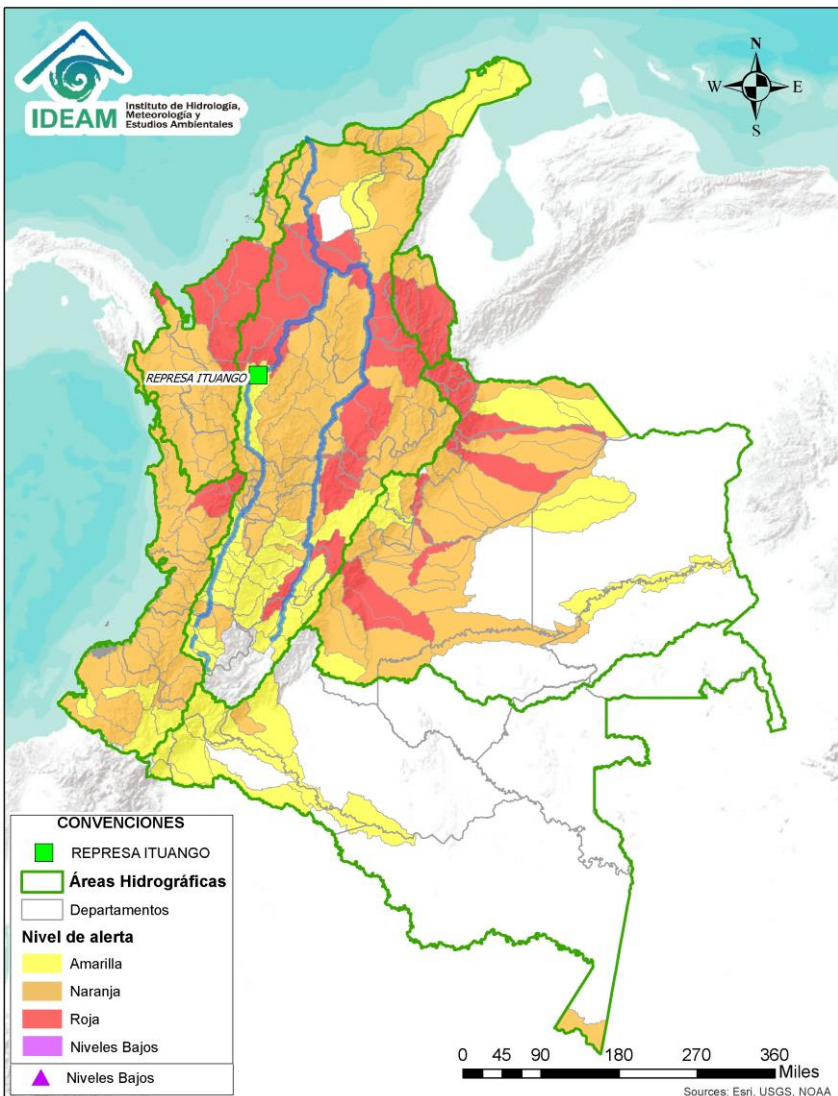 IDEAM
Instituto de Hidrología,
Meteorología y
Estudios Ambientales
N
W
E
S
REPRESA ITUANGO
CONVENCIONES
REPRESA ITUANGO
Áreas Hidrográficas
Departamentos
Nivel de alerta
Amarilla
Naranja
Roja
Niveles Bajos
Niveles Bajos
0 45 90 180 270 360
Miles
Sources: Esri, USGS, NOAA